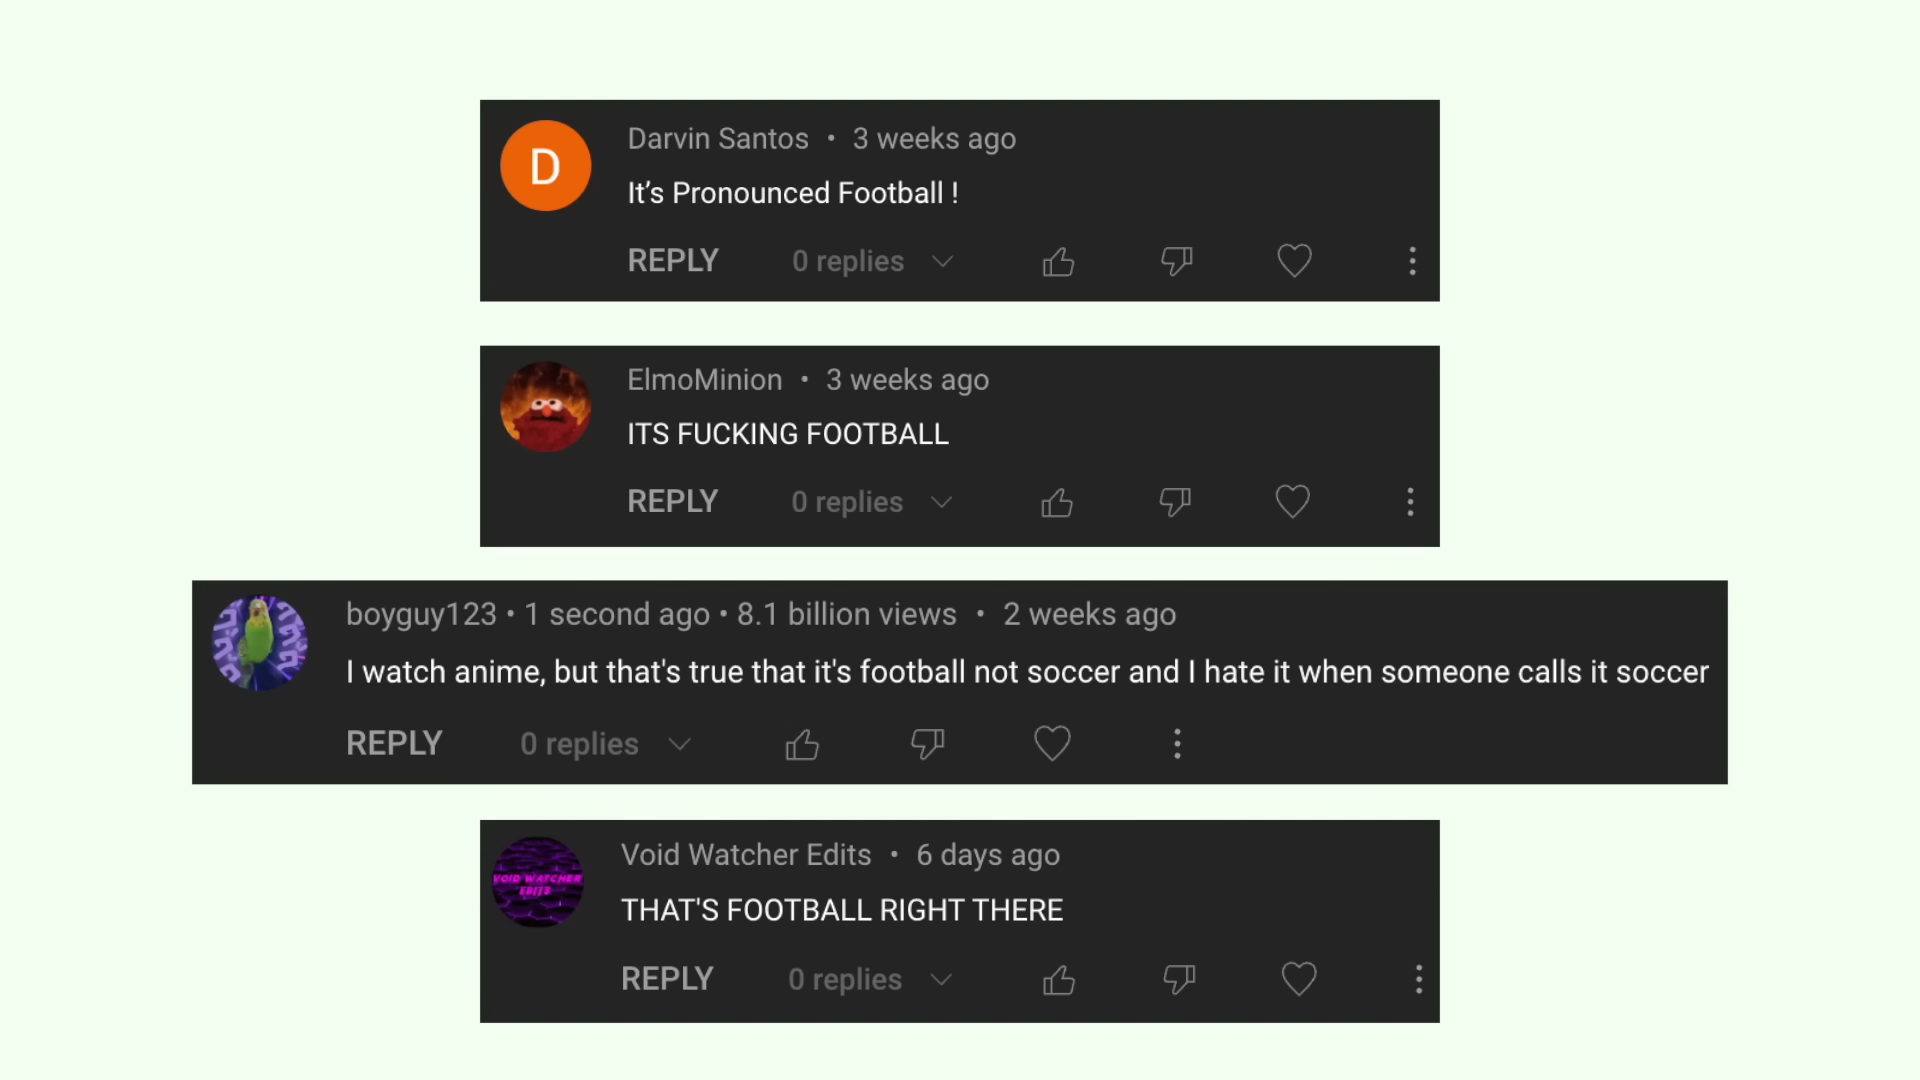 D
Darvin Santos • 3 weeks ago
It’s Pronounced Football !
REPLY 0 replies
ElmoMinion • 3 weeks ago
ITS FUCKING FOOTBALL
REPLY 0 replies
boyguy123 • 1 second ago • 8.1 billion views • 2 weeks ago
I watch anime, but that's true that it's football not soccer and I hate it when someone calls it soccer
REPLY 0 replies
VOID WATCHER
EDITS
Void Watcher Edits • 6 days ago
THAT'S FOOTBALL RIGHT THERE
REPLY 0 replies